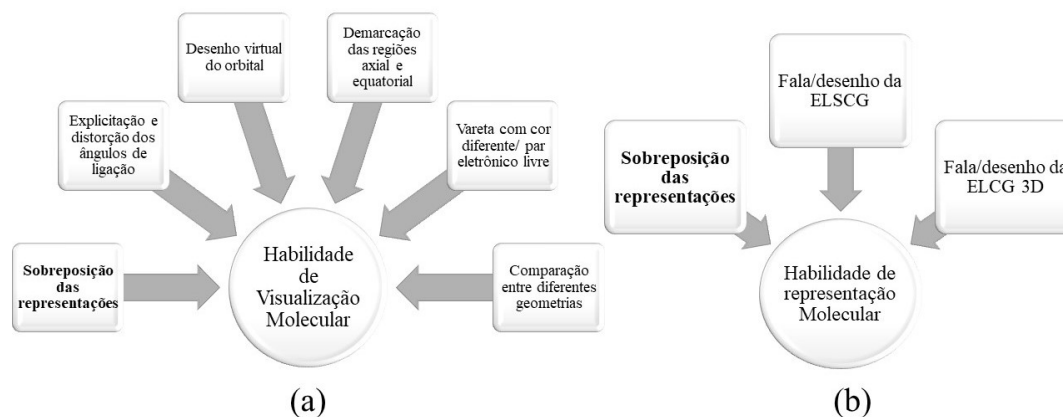 Sobreposição
das
representações
Explicitação e
distorção dos
ângulos de
ligação
Desenho virtual
do orbital
Demarcação
das regiões
axial e
equatorial
Vareta com cor
diferente/ par
eletrônico livre
Comparação
entre diferentes
geometrias
Habilidade
de
Visualização
Molecular
(a)
Sobreposição
das
representações
Fala/desenho da
ELSCG
Fala/desenho da
ELCG 3D
Habilidade de
representação
Molecular
(b)